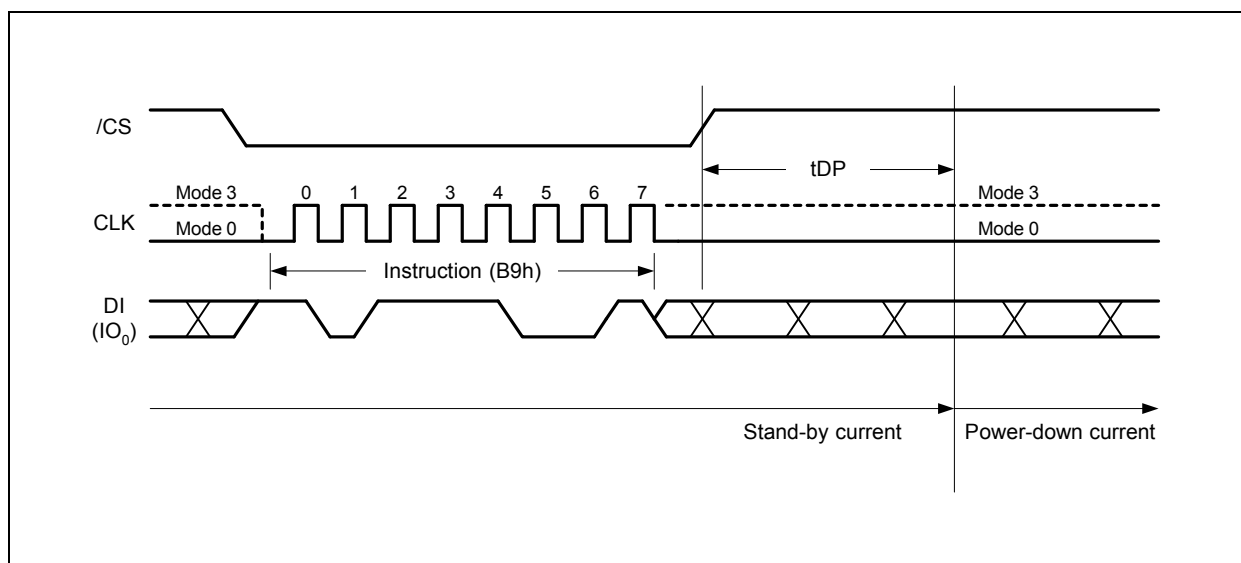 /CS
tDP
Mode 3 0 1 2 3 4 5 6 7 Mode 3
CLK
Mode 0 Mode 0
Instruction (B9h)
DI
(IO0)
Stand-by current Power-down current